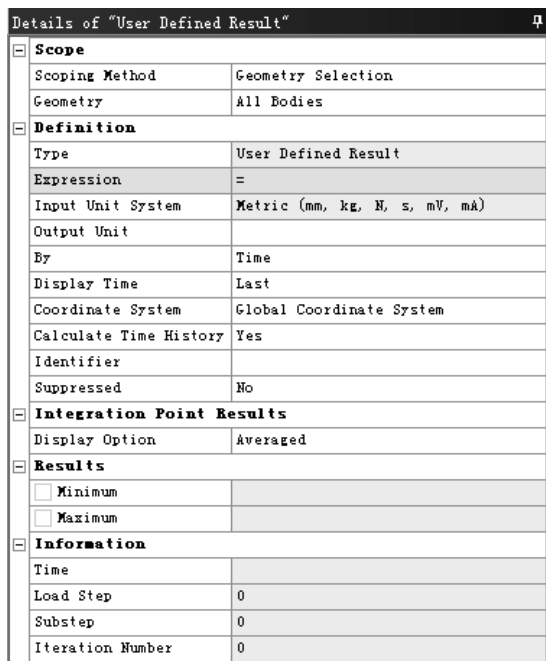 Details of "User Defined Result"
Scope
Scoping Method Geometry Selection
Geometry All Bodies
Definition
Type User Defined Result
Expression =
Input Unit System Metric (mm, kg, N, s, mV, mA)
Output Unit
By Time
Display Time Last
Coordinate System Global Coordinate System
Calculate Time History Yes
Identifier
Suppressed No
Integration Point Results
Display Option Averaged
Results
Minimum
Maximum
Information
Time
Load Step 0
Substep 0
Iteration Number 0